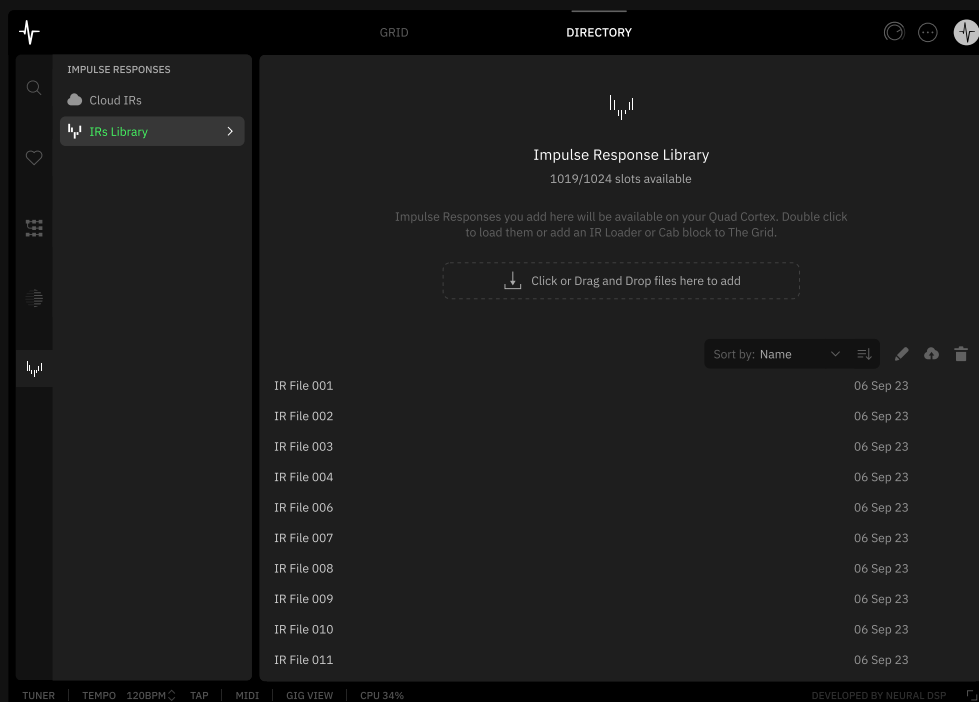 GRID
DIRECTORY
IMPULSE RESPONSES
Cloud IRs
IRs Library
Impulse Response Library
1019/1024 slots available
Impulse Responses you add here will be available on your Quad Cortex. Double click
to load them or add an IR Loader or Cab block to The Grid.
Click or Drag and Drop files here to add
Sort by: Name
IR File 001 06 Sep 23
IR File 002 06 Sep 23
IR File 003 06 Sep 23
IR File 004 06 Sep 23
IR File 006 06 Sep 23
IR File 007 06 Sep 23
IR File 008 06 Sep 23
IR File 009 06 Sep 23
IR File 010 06 Sep 23
IR File 011 06 Sep 23
TUNER TEMPO 120BPM TAP MIDI GIG VIEW CPU 34% DEVELOPED BY NEURAL DSP